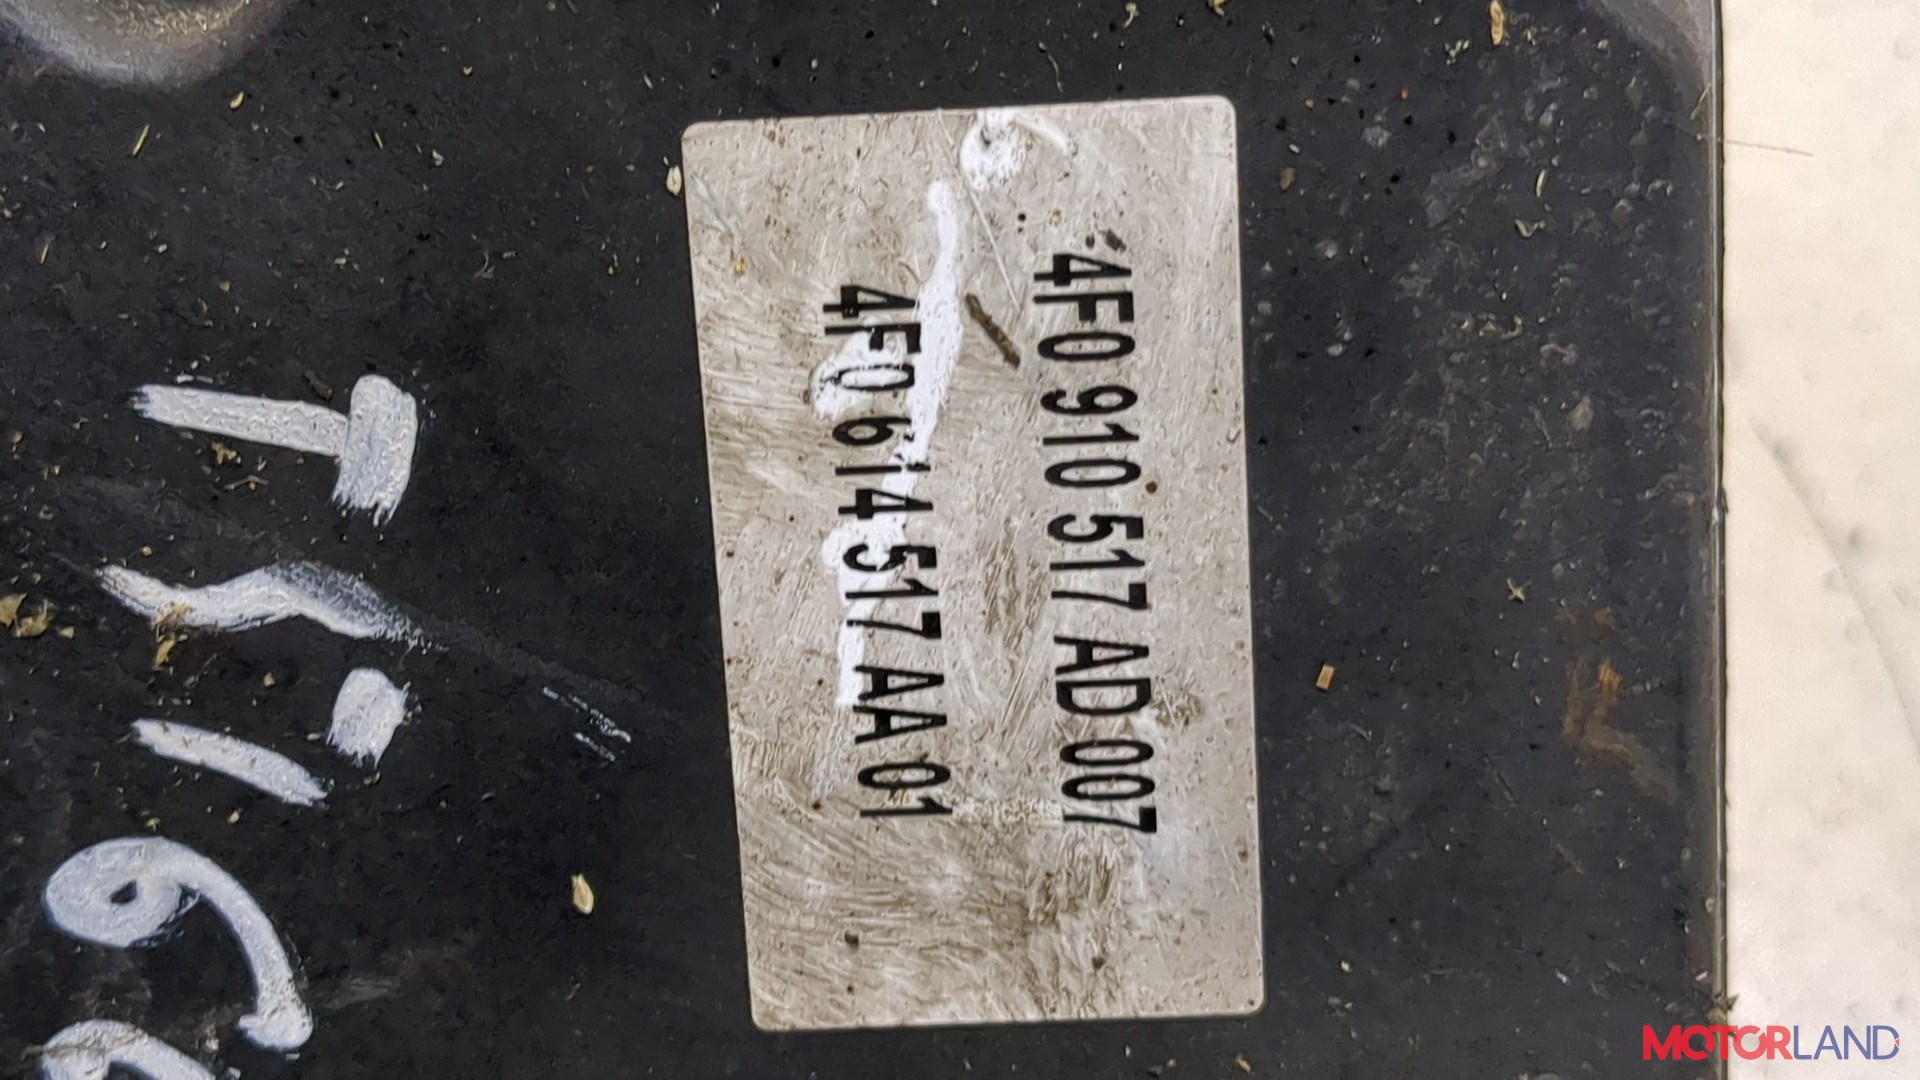 4F0 910 517 AD 007
4F0 614 517 AA 01
MOTORLAND